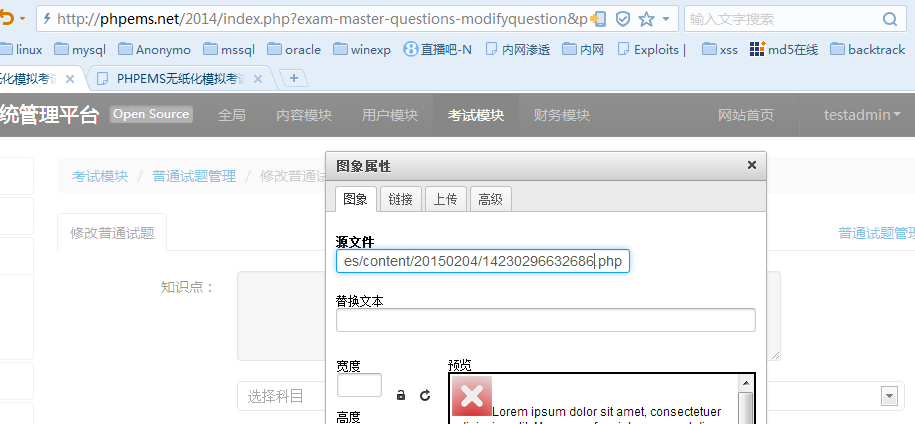 http://phpems.net/2014/index.php?exam-master-questions-modifyquestion&p
输入文字搜索
linux mysql Anonymo mssql oracle winexp 直播吧-N 内网渗透 内网 Exploits | xss md5在线 backtrack
PHPEMS无纸化模拟考试
统管理平台 Open Source 全局 内容模块 用户模块 考试模块 财务模块 网站首页 testadmin
图象属性
考试模块 / 普通试题管理 / 修改普通试
图象 链接 上传 高级
修改普通试题
普通试题管理
源文件
es/content/20150204/14230296632686.php
知识点：
替换文本
宽度
预览
选择科目
Lorem ipsum dolor sit amet, consectetuer
高度